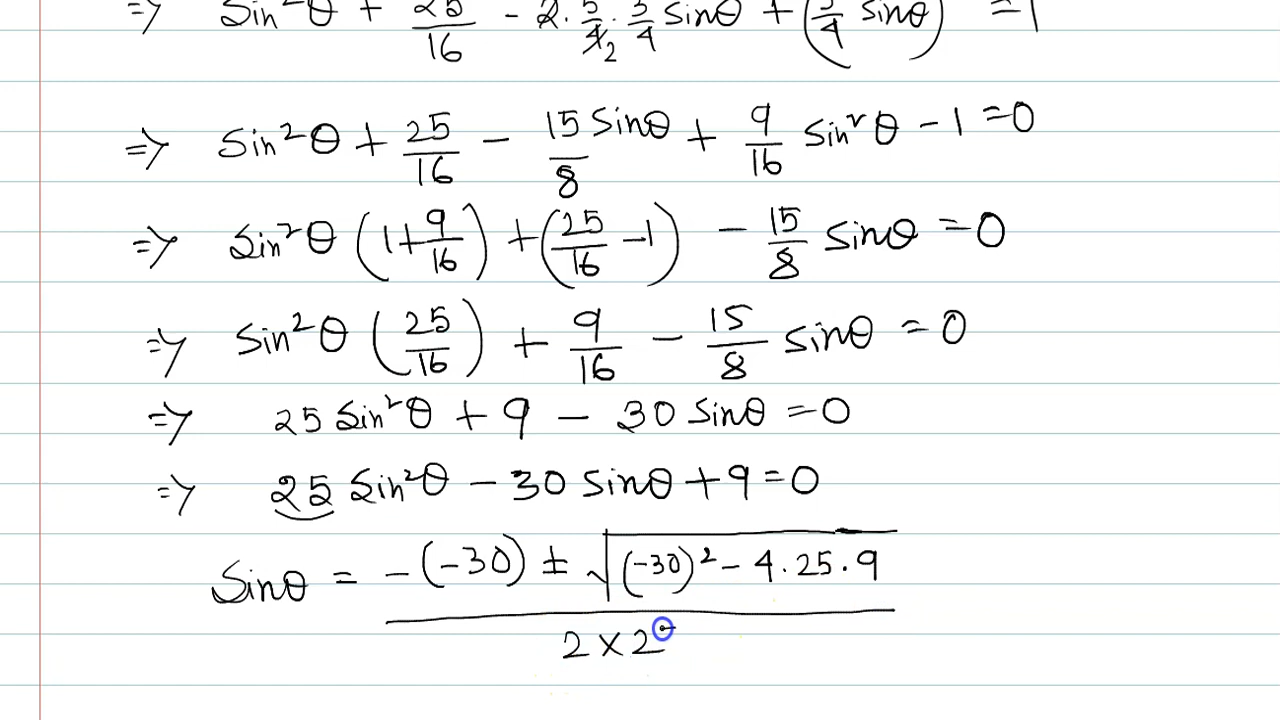 => Sin²θ + 25/16 - 2·5/4₂·3/4 sinθ + (3/4 sinθ) =1
=> Sin²θ + 25/16 - 15/8 sinθ + 9/16 sin²θ - 1 = 0
=> Sin²θ (1+9/16) + (25/16 -1) - 15/8 sinθ = 0
=> Sin²θ (25/16) + 9/16 - 15/8 sinθ = 0
=> 25 Sin²θ + 9 - 30 sinθ = 0
=> 25 Sin²θ - 30 sinθ + 9 = 0
Sinθ = -(-30) ± √((-30)² - 4.25.9) / 2×2